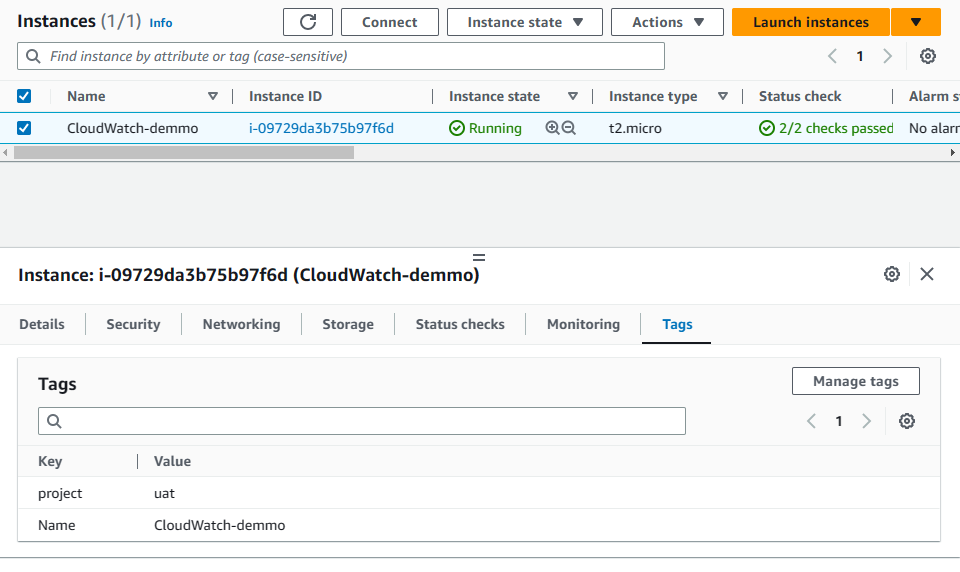 Instances (1/1) Info Connect Instance state Actions Launch instances
Find instance by attribute or tag (case-sensitive) 1
Name Instance ID Instance state Instance type Status check Alarm s
CloudWatch-demmo i-09729da3b75b97f6d Running t2.micro 2/2 checks passed No alarr
Instance: i-09729da3b75b97f6d (CloudWatch-demmo)
Details Security Networking Storage Status checks Monitoring Tags
Tags Manage tags
1
Key Value
project uat
Name CloudWatch-demmo